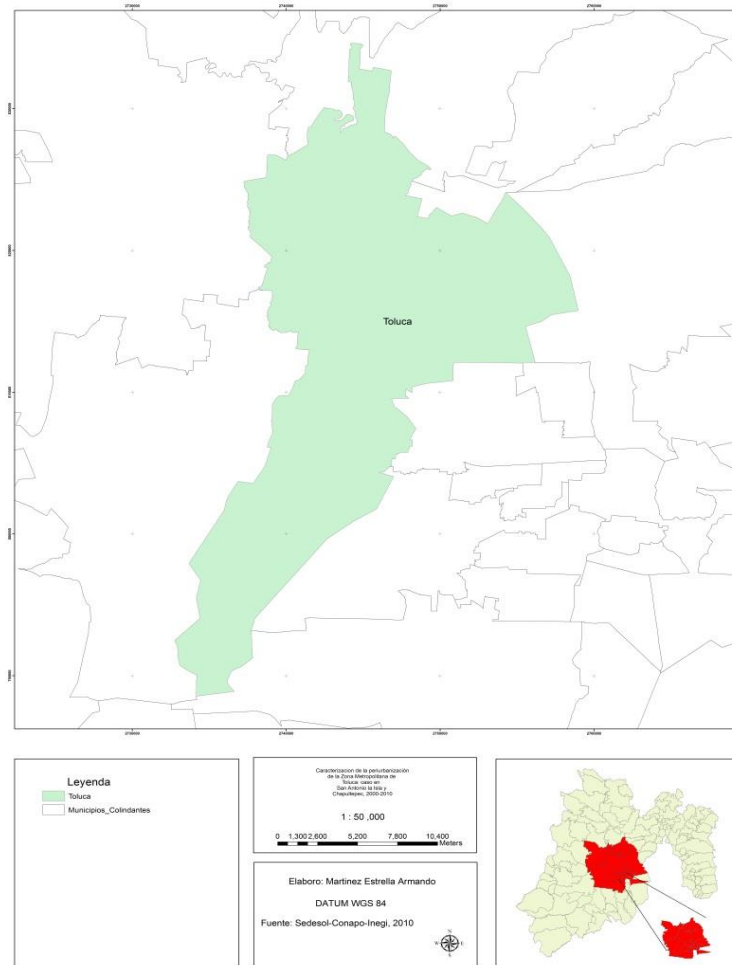 Toluca
Leyenda
Toluca
Municipios_Colindantes
Caracterizacion de la periurbanización
de la Zona Metropolitana de
Toluca: caso en
San Antonio la Isla y
Chapultepec, 2000-2010
1 : 50 ,000
0 1,300 2,600 5,200 7,800 10,400
Meters
Elaboro: Martinez Estrella Armando
DATUM WGS 84
Fuente: Sedesol-Conapo-Inegi, 2010
N
W E
S